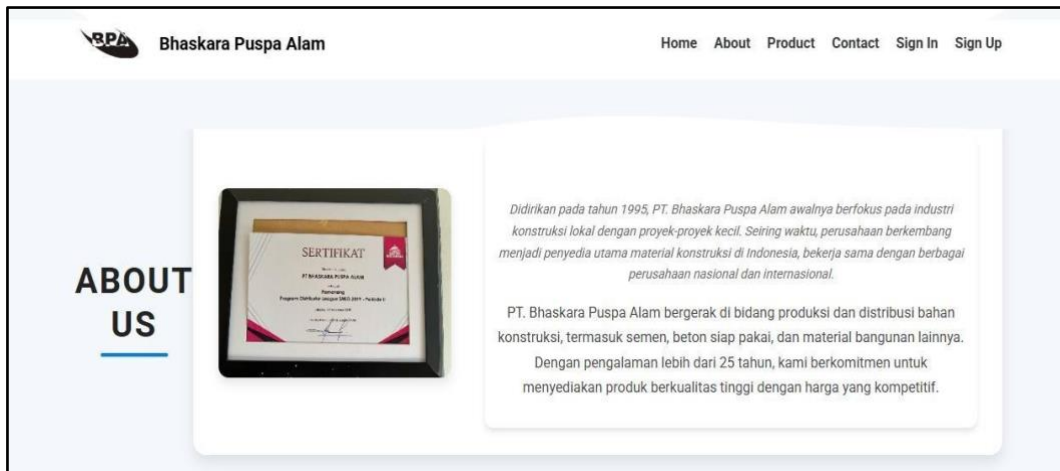 BPA
Bhaskara Puspa Alam
Home About Product Contact Sign In Sign Up
ABOUT
US
SERTIFIKAT
PT BHASKARA PUSPA ALAM
Pemenang
Didirikan pada tahun 1995, PT. Bhaskara Puspa Alam awalnya berfokus pada industri
konstruksi lokal dengan proyek-proyek kecil. Seiring waktu, perusahaan berkembang
menjadi penyedia utama material konstruksi di Indonesia, bekerja sama dengan berbagai
perusahaan nasional dan internasional.
PT. Bhaskara Puspa Alam bergerak di bidang produksi dan distribusi bahan
konstruksi, termasuk semen, beton siap pakai, dan material bangunan lainnya.
Dengan pengalaman lebih dari 25 tahun, kami berkomitmen untuk
menyediakan produk berkualitas tinggi dengan harga yang kompetitif.